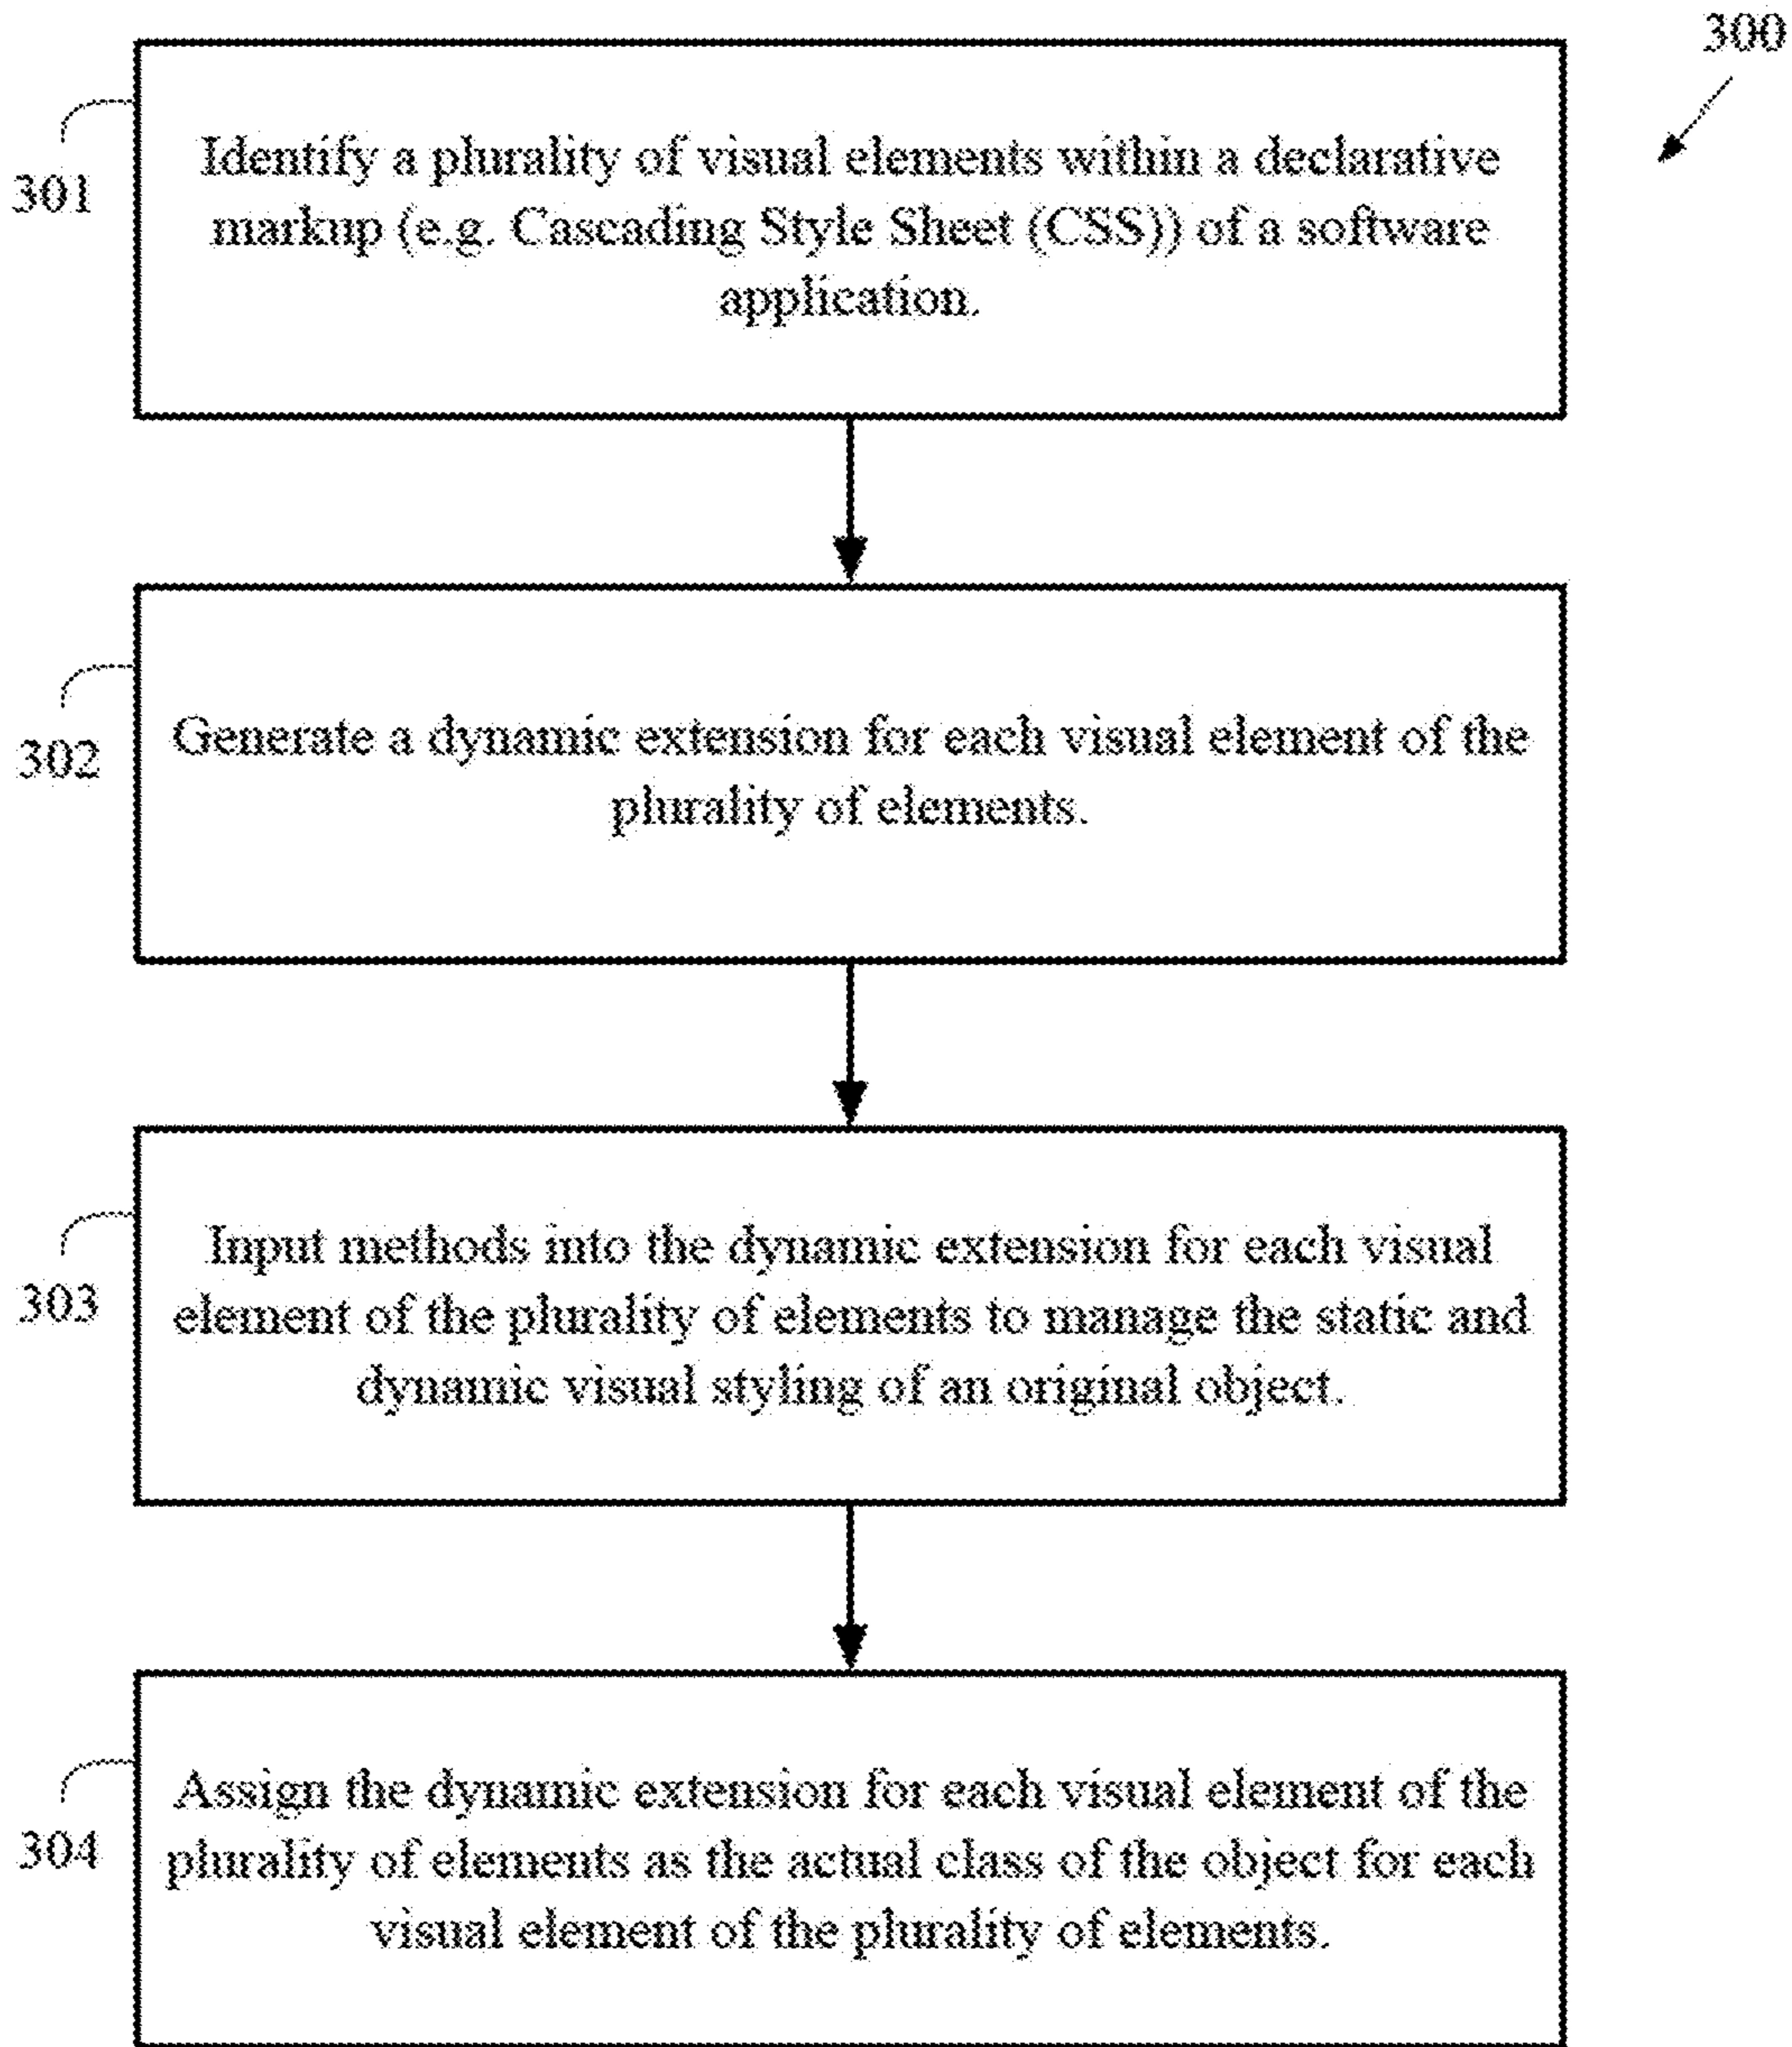 300
301
Identify a plurality of visual elements within a declarative
markup (e.g. Cascading Style Sheet (CSS)) of a software
application.
302
Generate a dynamic extension for each visual element of the
plurality of elements.
303
Input methods into the dynamic extension for each visual
element of the plurality of elements to manage the static and
dynamic visual styling of an original object.
304
Assign the dynamic extension for each visual element of the
plurality of elements as the actual class of the object for each
visual element of the plurality of elements.